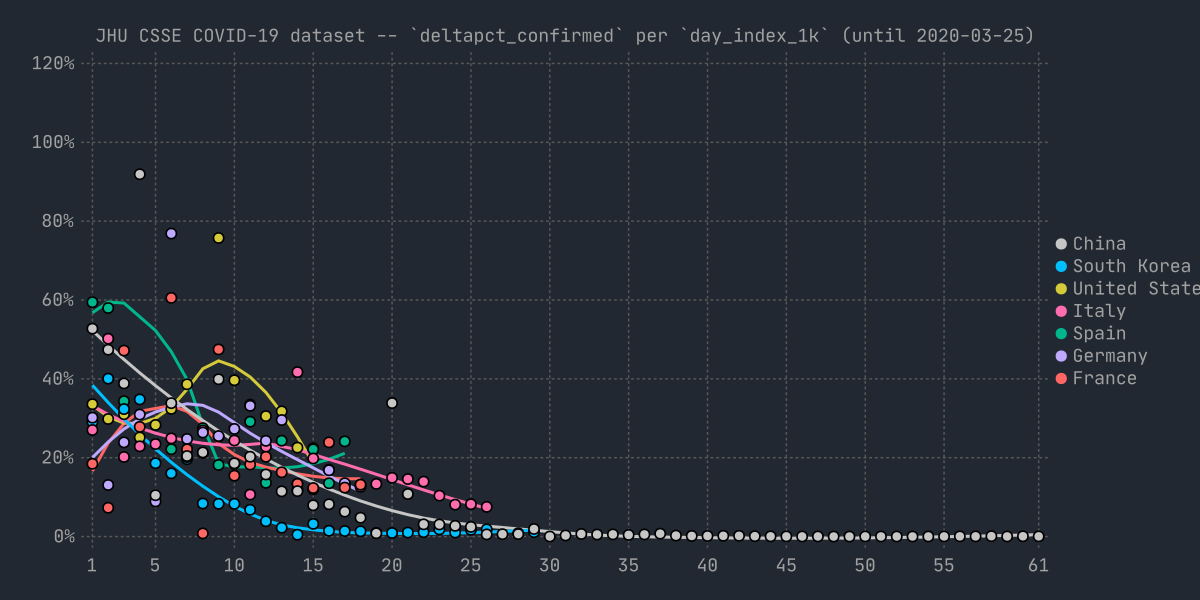 JHU CSSE COVID-19 dataset -- `deltapct_confirmed` per `day_index_1k` (until 2020-03-25)
120%
100%
80%
60%
40%
20%
0%
1 5 10 15 20 25 30 35 40 45 50 55 61
China
South Korea
United State
Italy
Spain
Germany
France